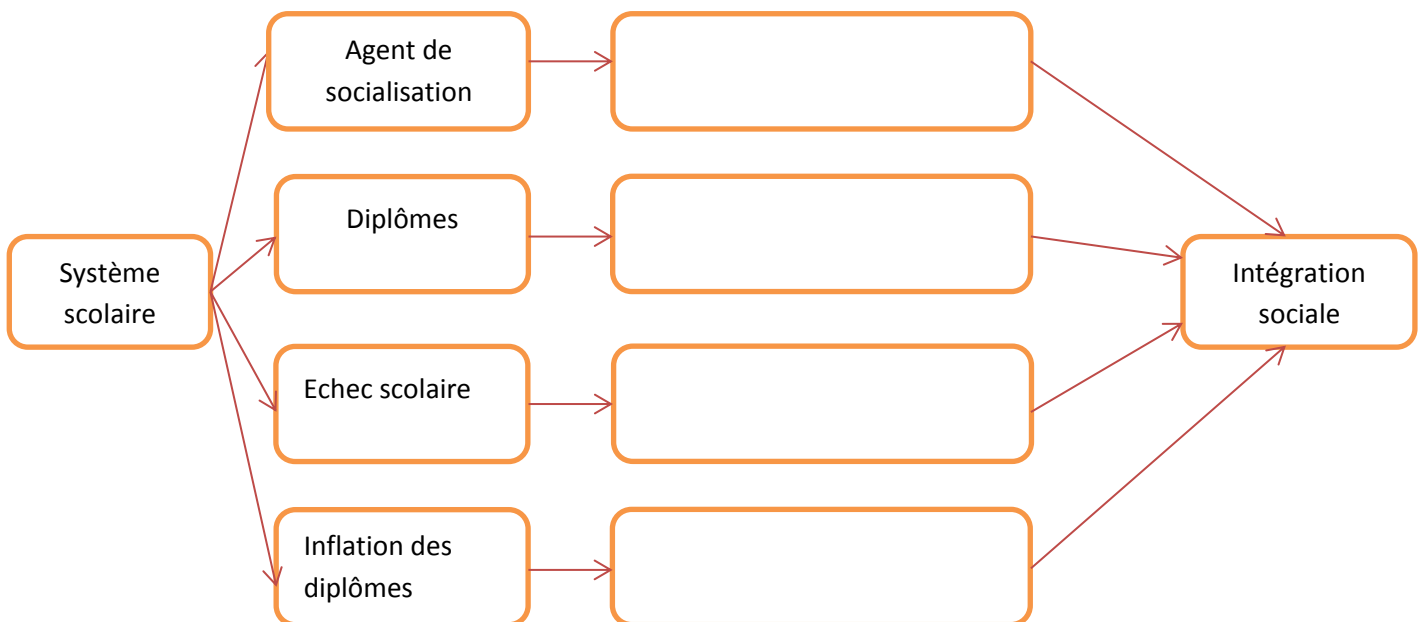 Agent de
socialisation
Diplômes
Système
scolaire
Intégration
sociale
Echec scolaire
Inflation des
diplômes